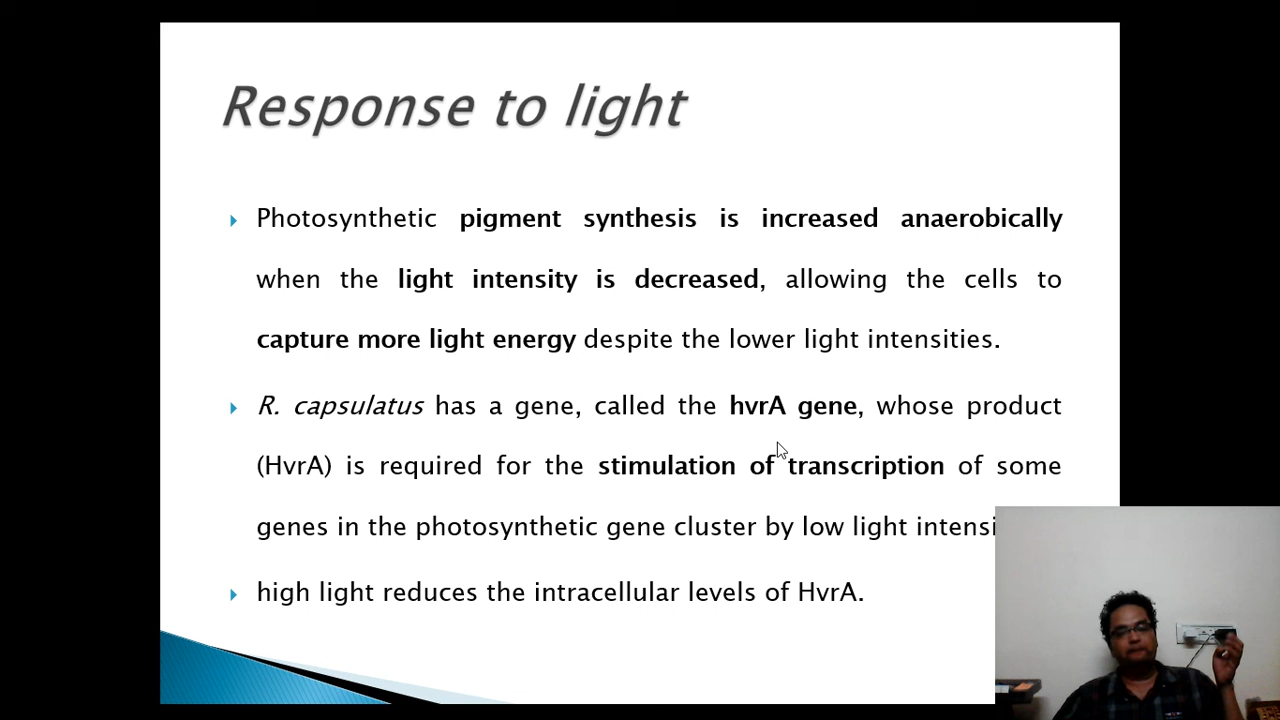 Response to light
Photosynthetic pigment synthesis is increased anaerobically
when the light intensity is decreased, allowing the cells to
capture more light energy despite the lower light intensities.
R. capsulatus has a gene, called the hvrA gene, whose product
(HvrA) is required for the stimulation of transcription of some
genes in the photosynthetic gene cluster by low light
high light reduces the intracellular levels of HvrA.